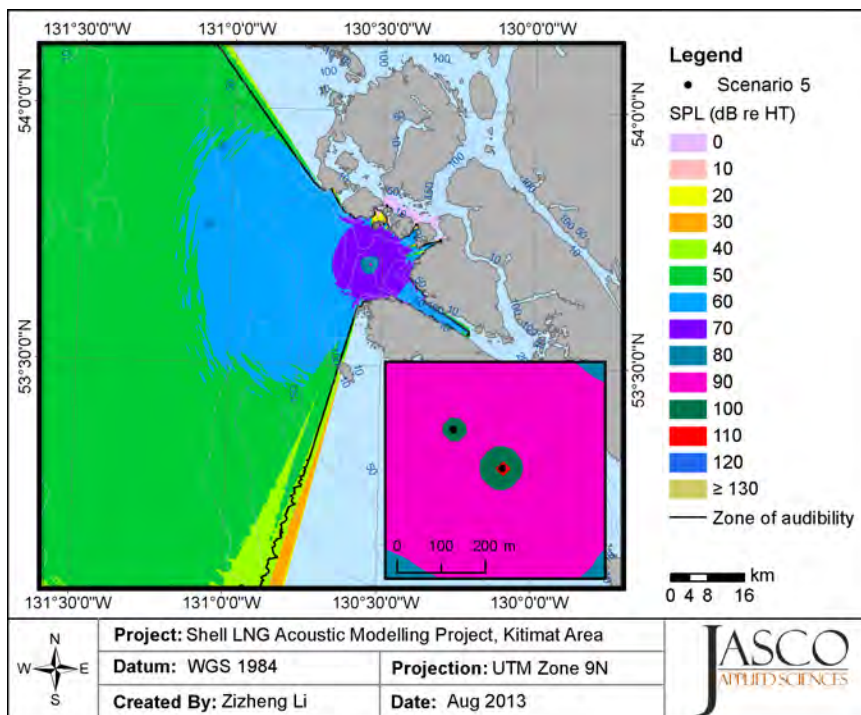 131°30'0"W 131°0'0"W 130°30'0"W 130°0'0"W
54°0'0"N
53°30'0"N
54°0'0"N
53°30'0"N
0 100 200 m
131°30'0"W 131°0'0"W 130°30'0"W 130°0'0"W
Legend
Scenario 5
SPL (dB re HT)
0
10
20
30
40
50
60
70
80
90
100
110
120
≥ 130
Zone of audibility
km
0 4 8 16
N
W E
S
Project: Shell LNG Acoustic Modelling Project, Kitimat Area
Datum: WGS 1984
Projection: UTM Zone 9N
Created By: Zizheng Li
Date: Aug 2013
JASCO
APPLIED SCIENCES